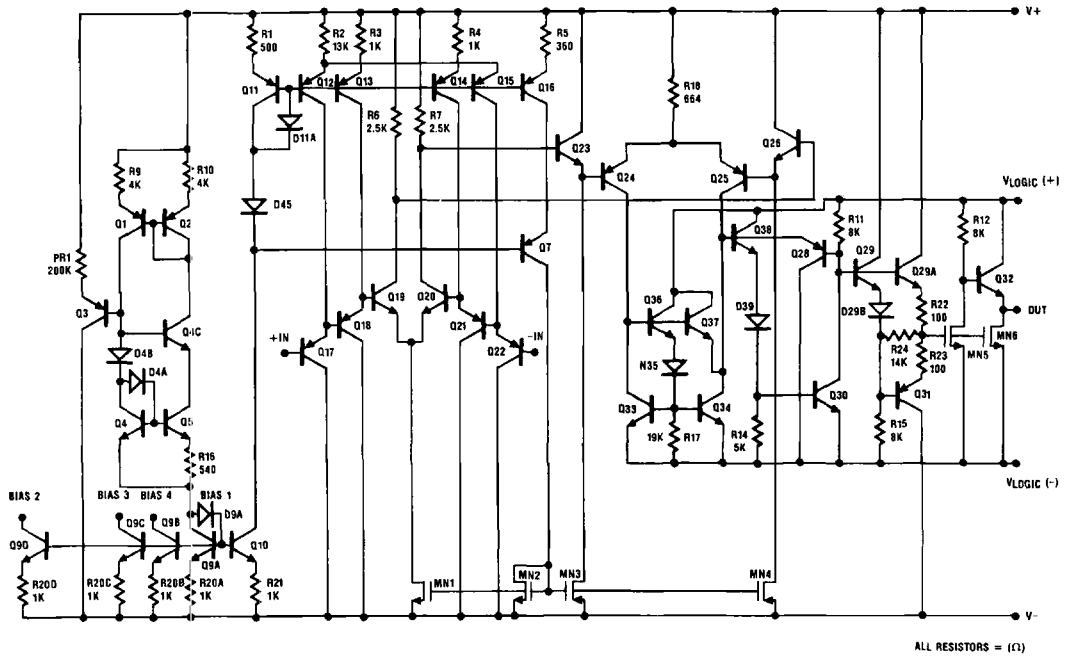 V+
R1
500
R2
13K
R3
1K
R4
1K
R5
360
Q11
Q12
Q13
Q14
Q15
Q16
D11A
R6
2.5K
R7
2.5K
R18
664
Q23
Q26
Q24
Q25
R9
4K
R10
4K
D45
VLOGIC (+)
Q1
Q2
Q38
R11
8K
R12
8K
Q7
Q28
Q29
Q29A
Q32
PR1
200K
Q3
Q19
Q20
D39
D29B
R22
100
OUT
Q36
Q37
Q4C
Q18
Q21
+IN
-IN
Q17
Q22
R24
14K
R23
100
MN5
MN6
D4B
D4A
N35
Q4
Q5
Q33
Q34
Q30
Q31
19K
R17
R14
5K
R15
8K
R16
540
VLOGIC (-)
BIAS 2
BIAS 3
BIAS 4
BIAS 1
D9A
Q9D
Q9C
Q9B
Q9A
Q10
R20D
1K
R20C
1K
R20B
1K
R20A
1K
R21
1K
MN1
MN2
MN3
MN4
V-
ALL RESISTORS = (Ω)